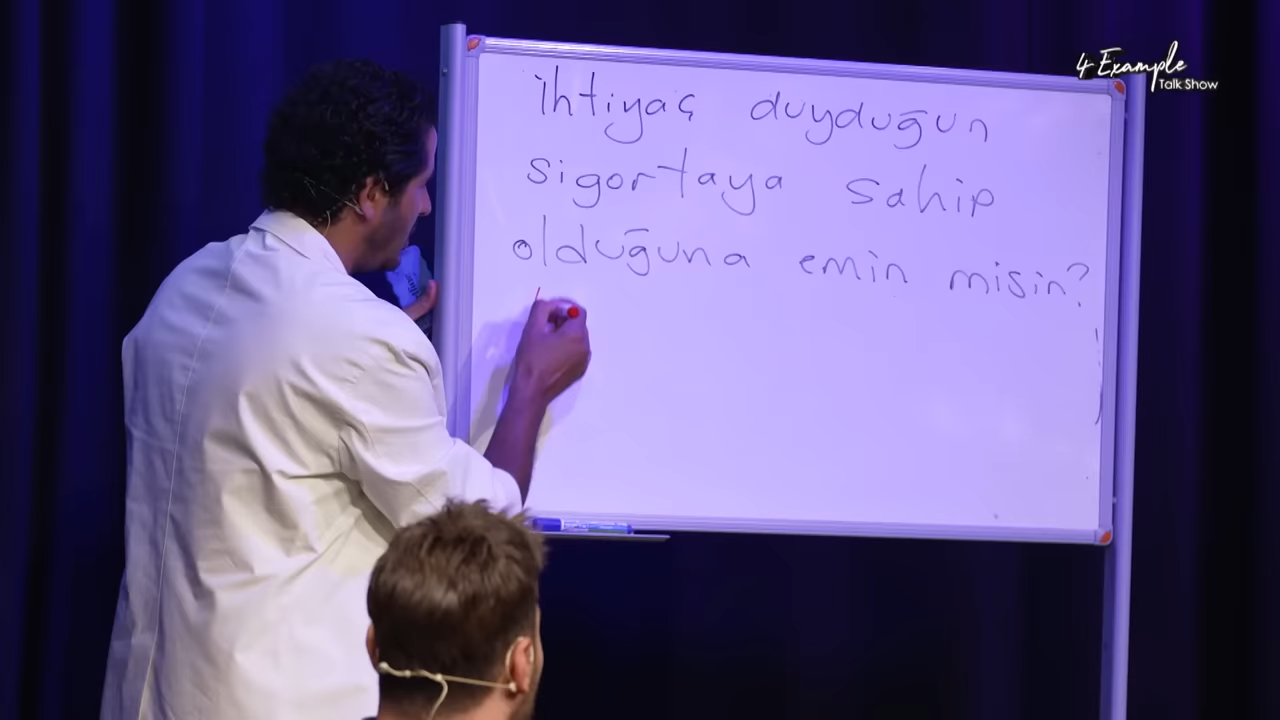 4 Example
Talk Show
İhtiyaç duyduğun
sigortaya sahip
olduğuna emin misin?